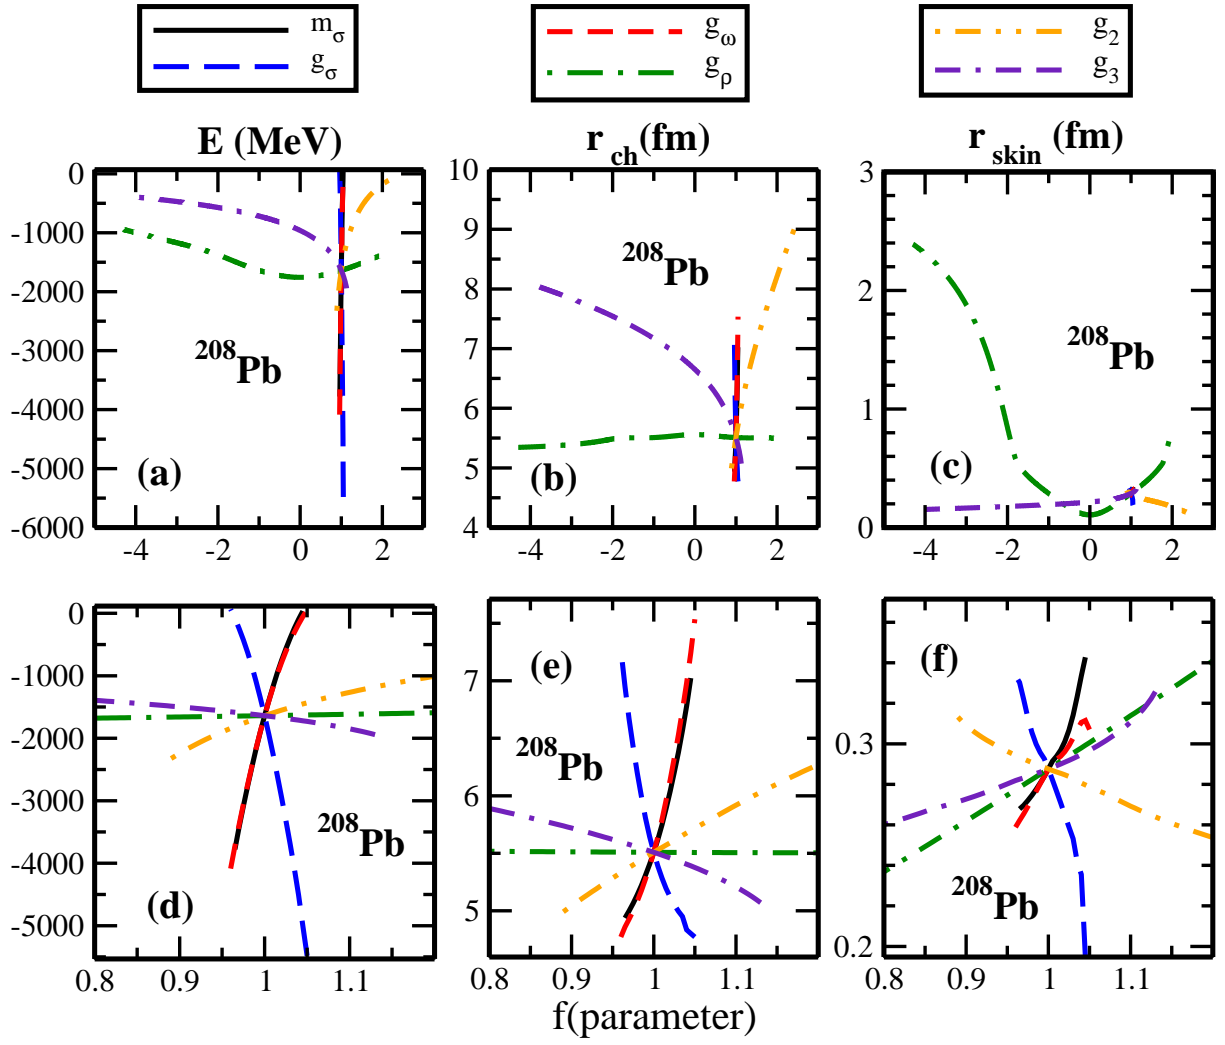 m_σ
g_σ
g_ω
g_ρ
g_2
g_3
E (MeV)
r_ch(fm)
r_skin (fm)
0
-1000
-2000
-3000
-4000
-5000
-6000
-4 -2 0 2
208Pb
(a)
10
9
8
7
6
5
4
-4 -2 0 2
208Pb
(b)
3
2
1
0
-4 -2 0 2
208Pb
(c)
0
-1000
-2000
-3000
-4000
-5000
0.8 0.9 1 1.1
208Pb
(d)
7
6
5
0.8 0.9 1 1.1
208Pb
(e)
0.3
0.2
0.8 0.9 1 1.1
208Pb
(f)
f(parameter)